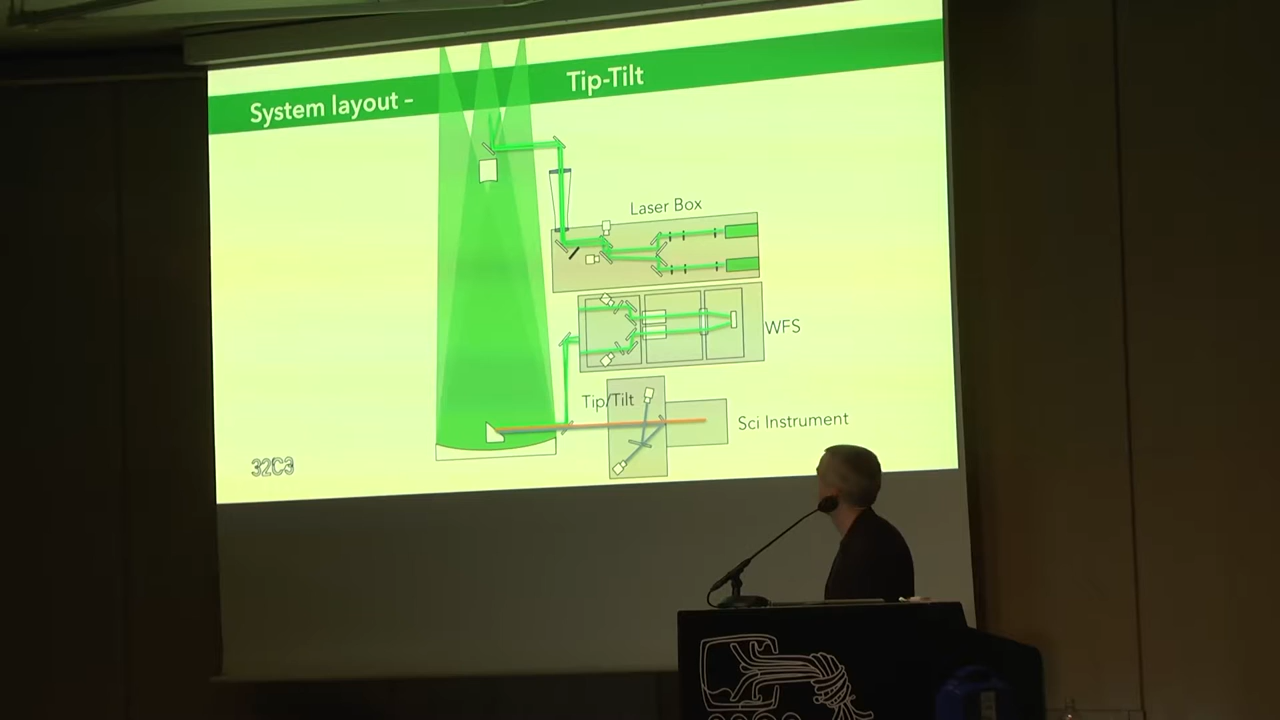 System layout –
Tip-Tilt
Laser Box
WFS
Tip/Tilt
Sci Instrument
32C3